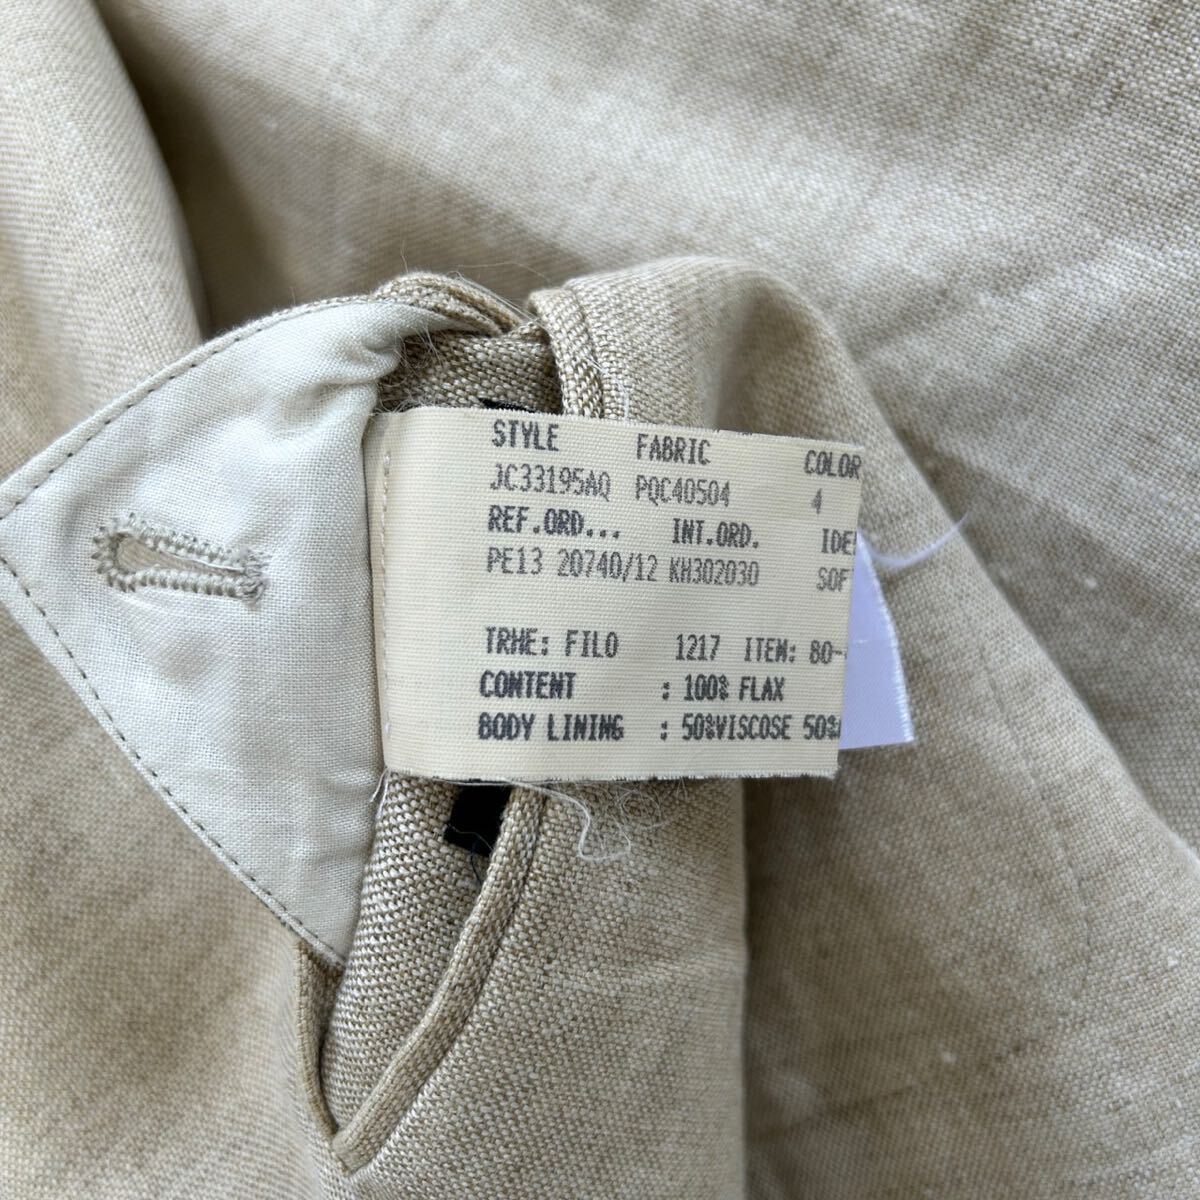 STYLE FABRIC COLOR
JC33195AQ PQC40504 4
REF.ORD... INT.ORD.
PE13 20740/12 KH302030
TRHE: FILO 1217 ITEM: 80-
CONTENT : 100% FLAX
BODY LINING : 50%VISCOSE 50%